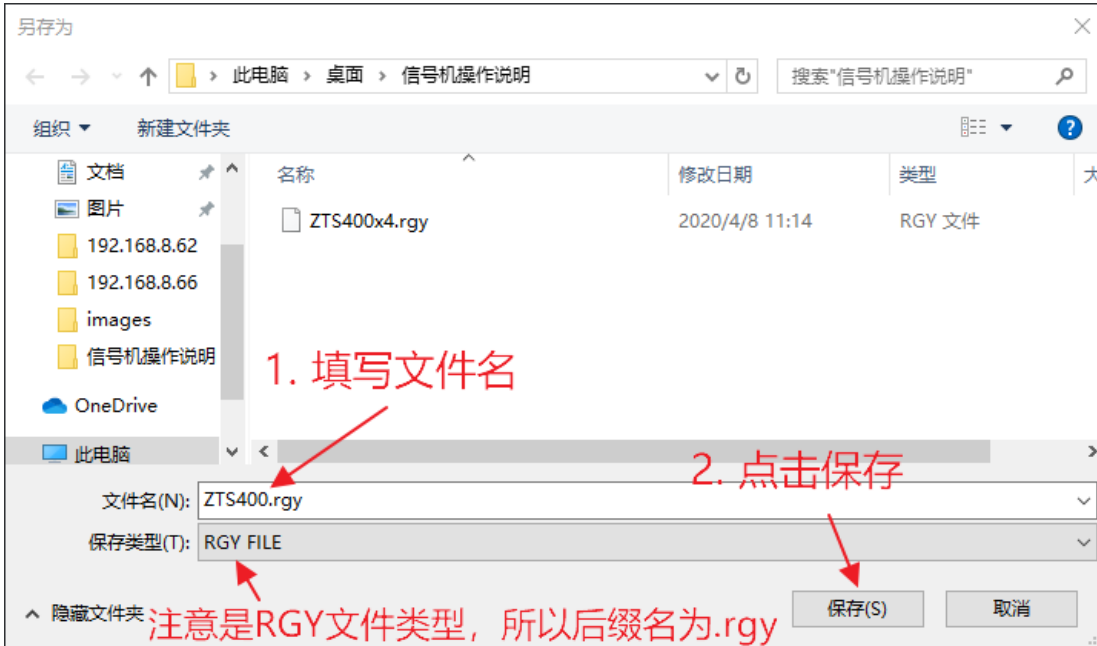 另存为
此电脑 › 桌面 › 信号机操作说明
搜索"信号机操作说明"
组织
新建文件夹
?
文档
图片
192.168.8.62
192.168.8.66
images
信号机操作说明
OneDrive
此电脑
名称
修改日期
类型
ZTS400x4.rgy
2020/4/8 11:14
RGY 文件
1. 填写文件名
2. 点击保存
文件名(N):
ZTS400.rgy
保存类型(T):
RGY FILE
隐藏文件夹
注意是RGY文件类型，所以后缀名为.rgy
保存(S)
取消